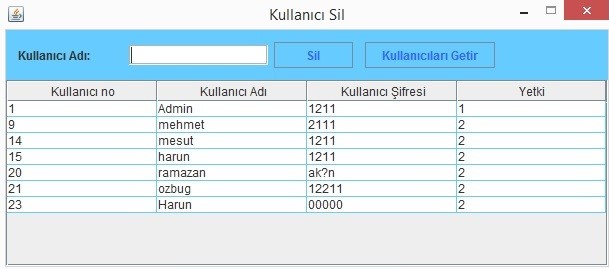 Kullanıcı Sil
Kullanıcı Adı: Sil Kullanıcıları Getir
Kullanıcı no Kullanıcı Adı Kullanıcı Şifresi Yetki
1 Admin 1211 1
9 mehmet 2111 2
14 mesut 1211 2
15 harun 1211 2
20 ramazan ak?n 2
21 ozbug 12211 2
23 Harun 00000 2